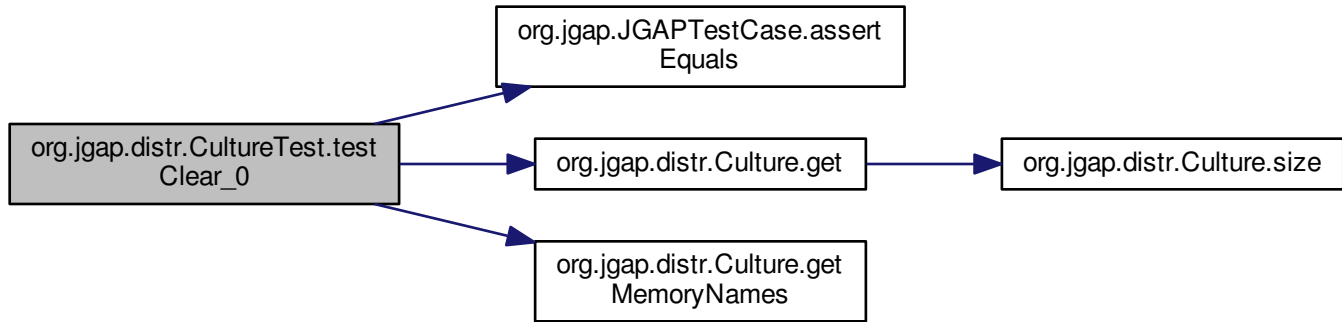 org.jgap.JGAPTestCase.assert
Equals
org.jgap.distr.CultureTest.test
Clear_0
org.jgap.distr.Culture.get
org.jgap.distr.Culture.size
org.jgap.distr.Culture.get
MemoryNames